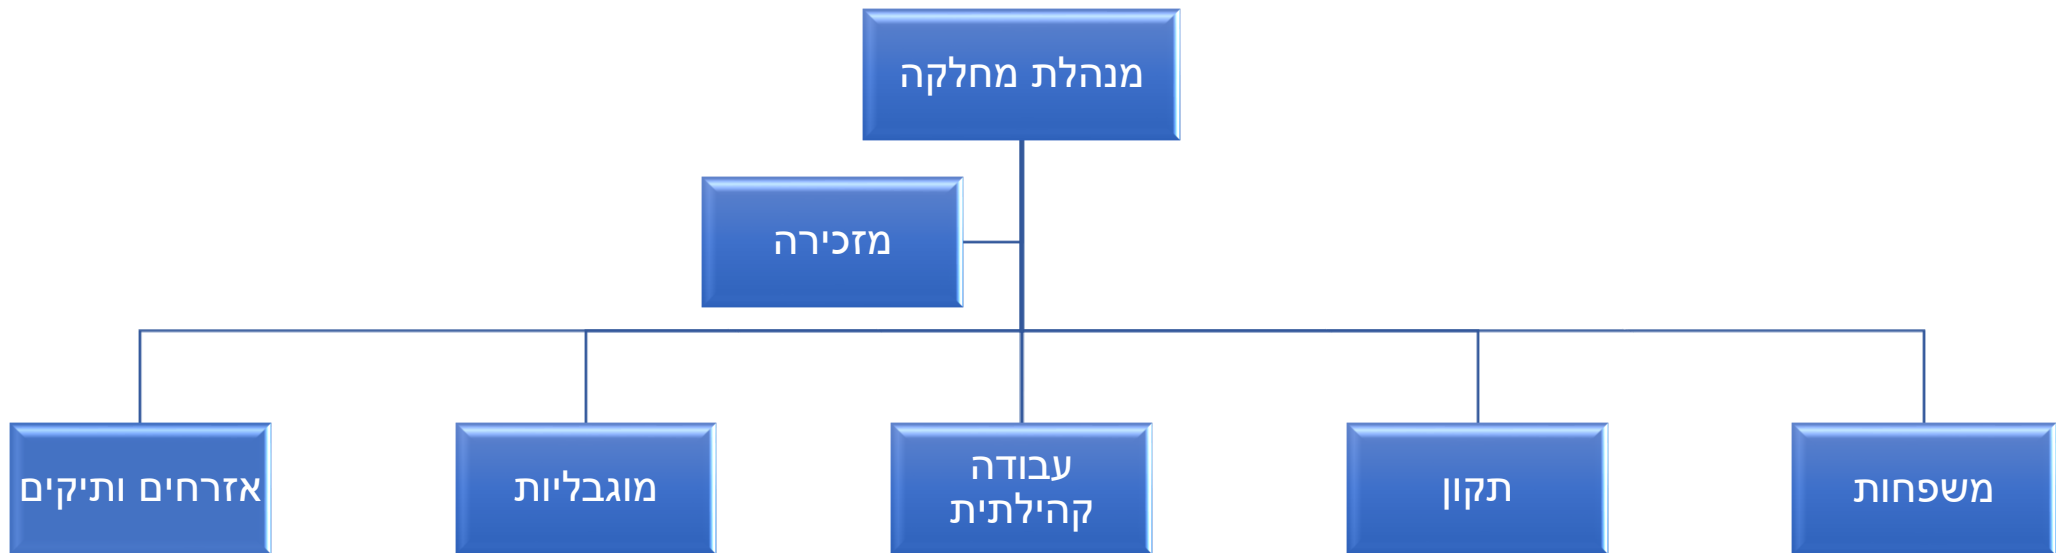 מנהלת מחלקה
מזכירה
משפחות
תקון
עבודה
קהילתית
מוגבליות
אזרחים ותיקים